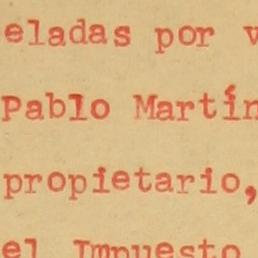 eladas por v
Pablo Martín
propietario,
el Impuesto